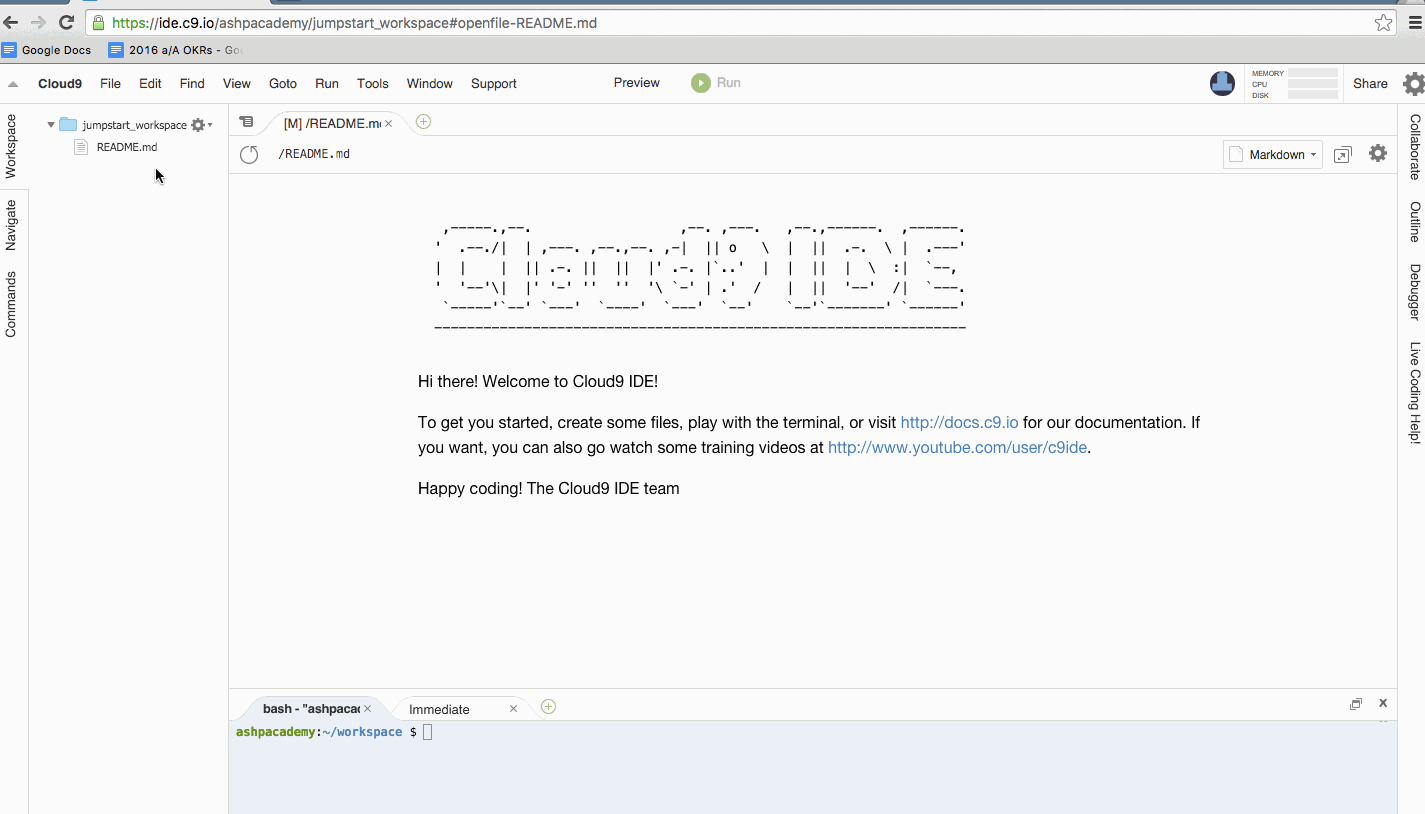 https://ide.c9.io/ashpacademy/jumpstart_workspace#openfile-README.md
Google Docs 2016 a/A OKRs -
Cloud9 File Edit Find View Goto Run Tools Window Support Preview Run MEMORY CPU DISK Share
Workspace
Navigate
Commands
jumpstart_workspace
README.md
[M] /README.m
/README.md
Markdown
Cloud9 IDE
Hi there! Welcome to Cloud9 IDE!
To get you started, create some files, play with the terminal, or visit http://docs.c9.io for our documentation. If
you want, you can also go watch some training videos at http://www.youtube.com/user/c9ide.
Happy coding! The Cloud9 IDE team
Collaborate
Outline
Debugger
Live Coding Help!
bash - "ashpaca Immediate
ashpacademy:~/workspace $